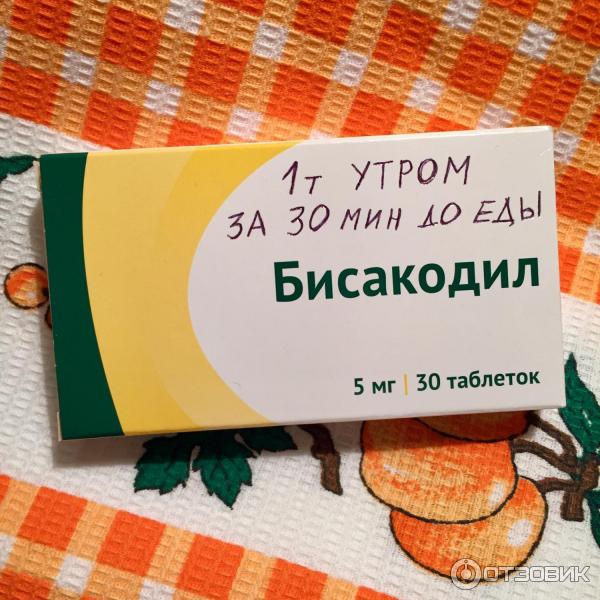 1т УТРОМ
ЗА 30 МИН ДО ЕДЫ
Бисакодил
5 мг | 30 таблеток
ОТЗОВИК